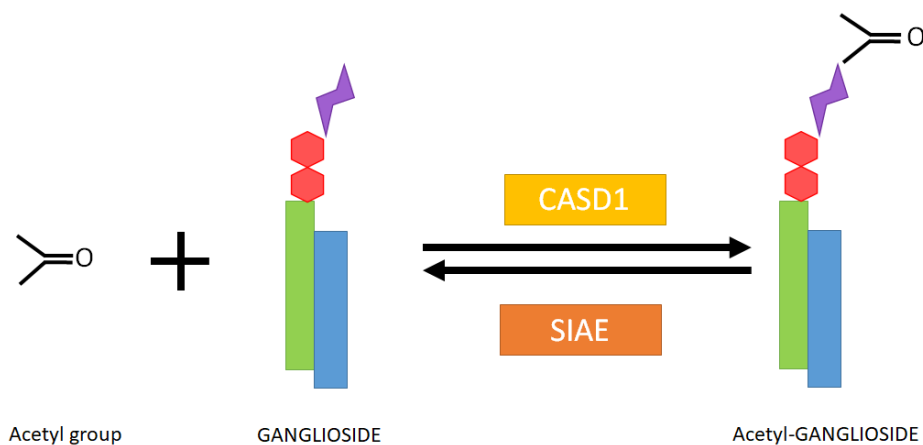 O
CASD1
O
SIAE
Acetyl group
GANGLIOSIDE
Acetyl-GANGLIOSIDE